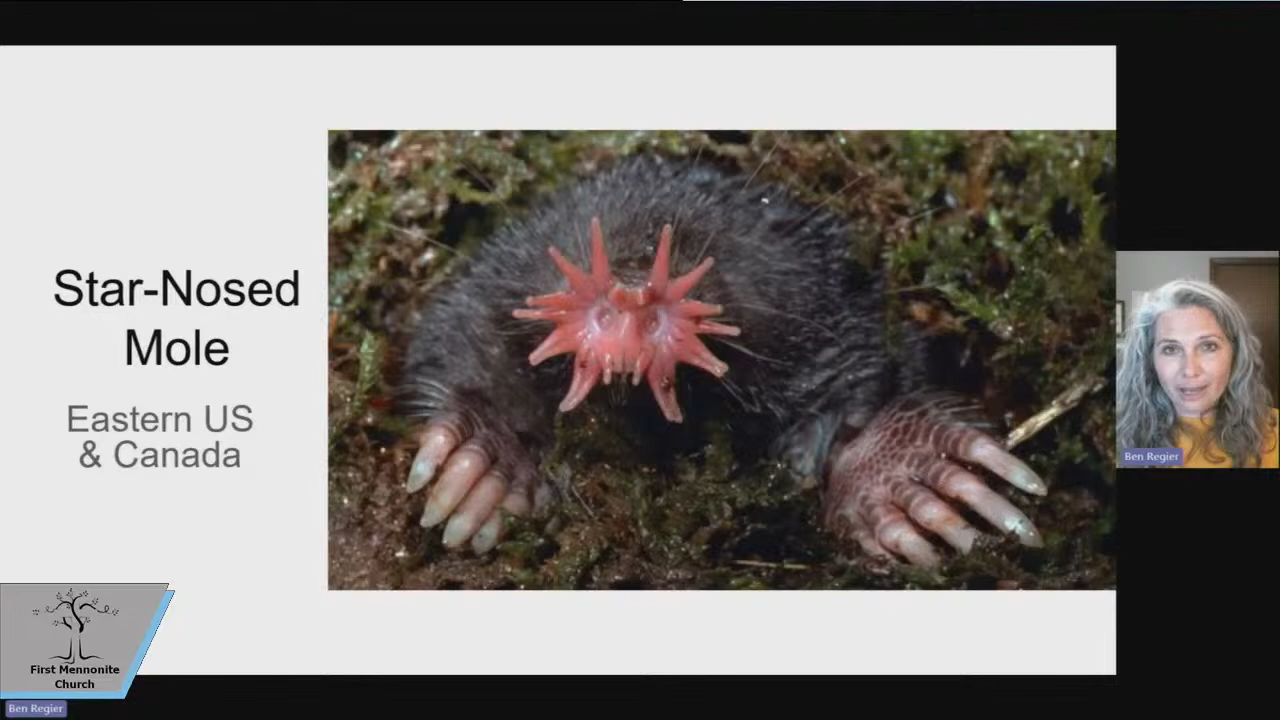 Star-Nosed
Mole
Eastern US
& Canada
Ben Regier
First Mennonite
Church
Ben Regier